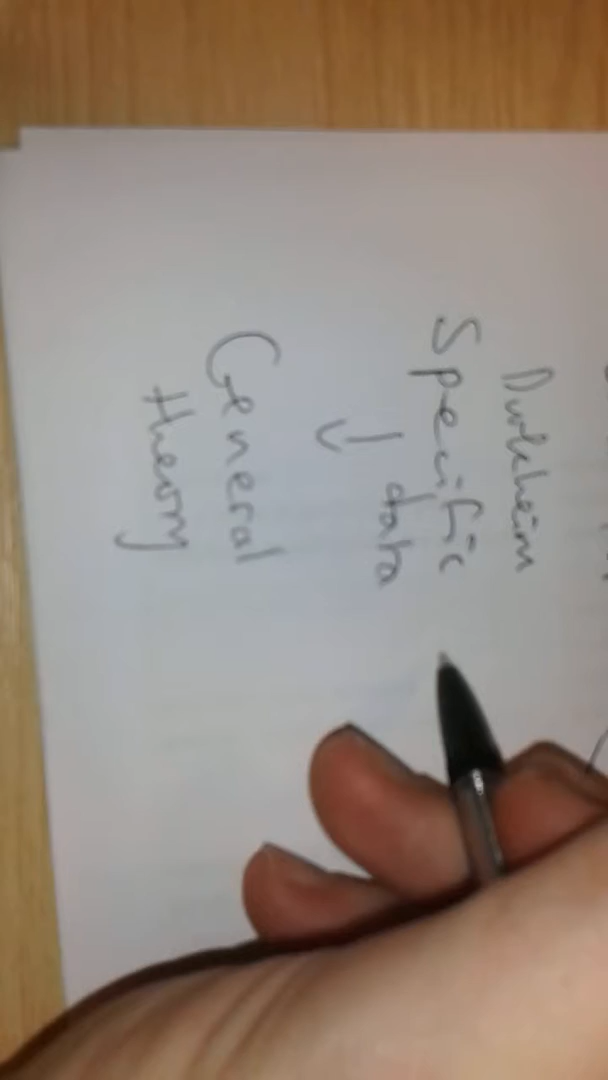 Durkheim
Specific
data
↓
General
theory